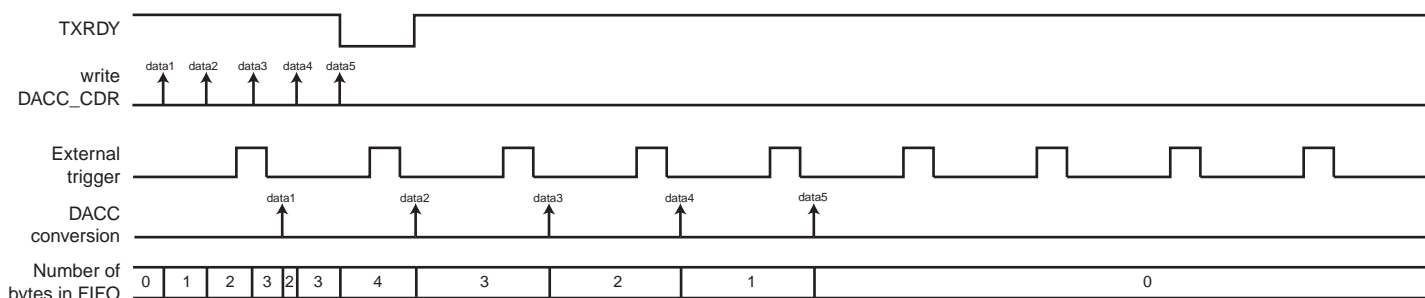 TXRDY
data1 data2 data3 data4 data5
write
DACC_CDR
External
trigger
data1 data2 data3 data4 data5
DACC
conversion
Number of
bytes in FIFO
0 1 2 3 2 3 4 3 2 1 0